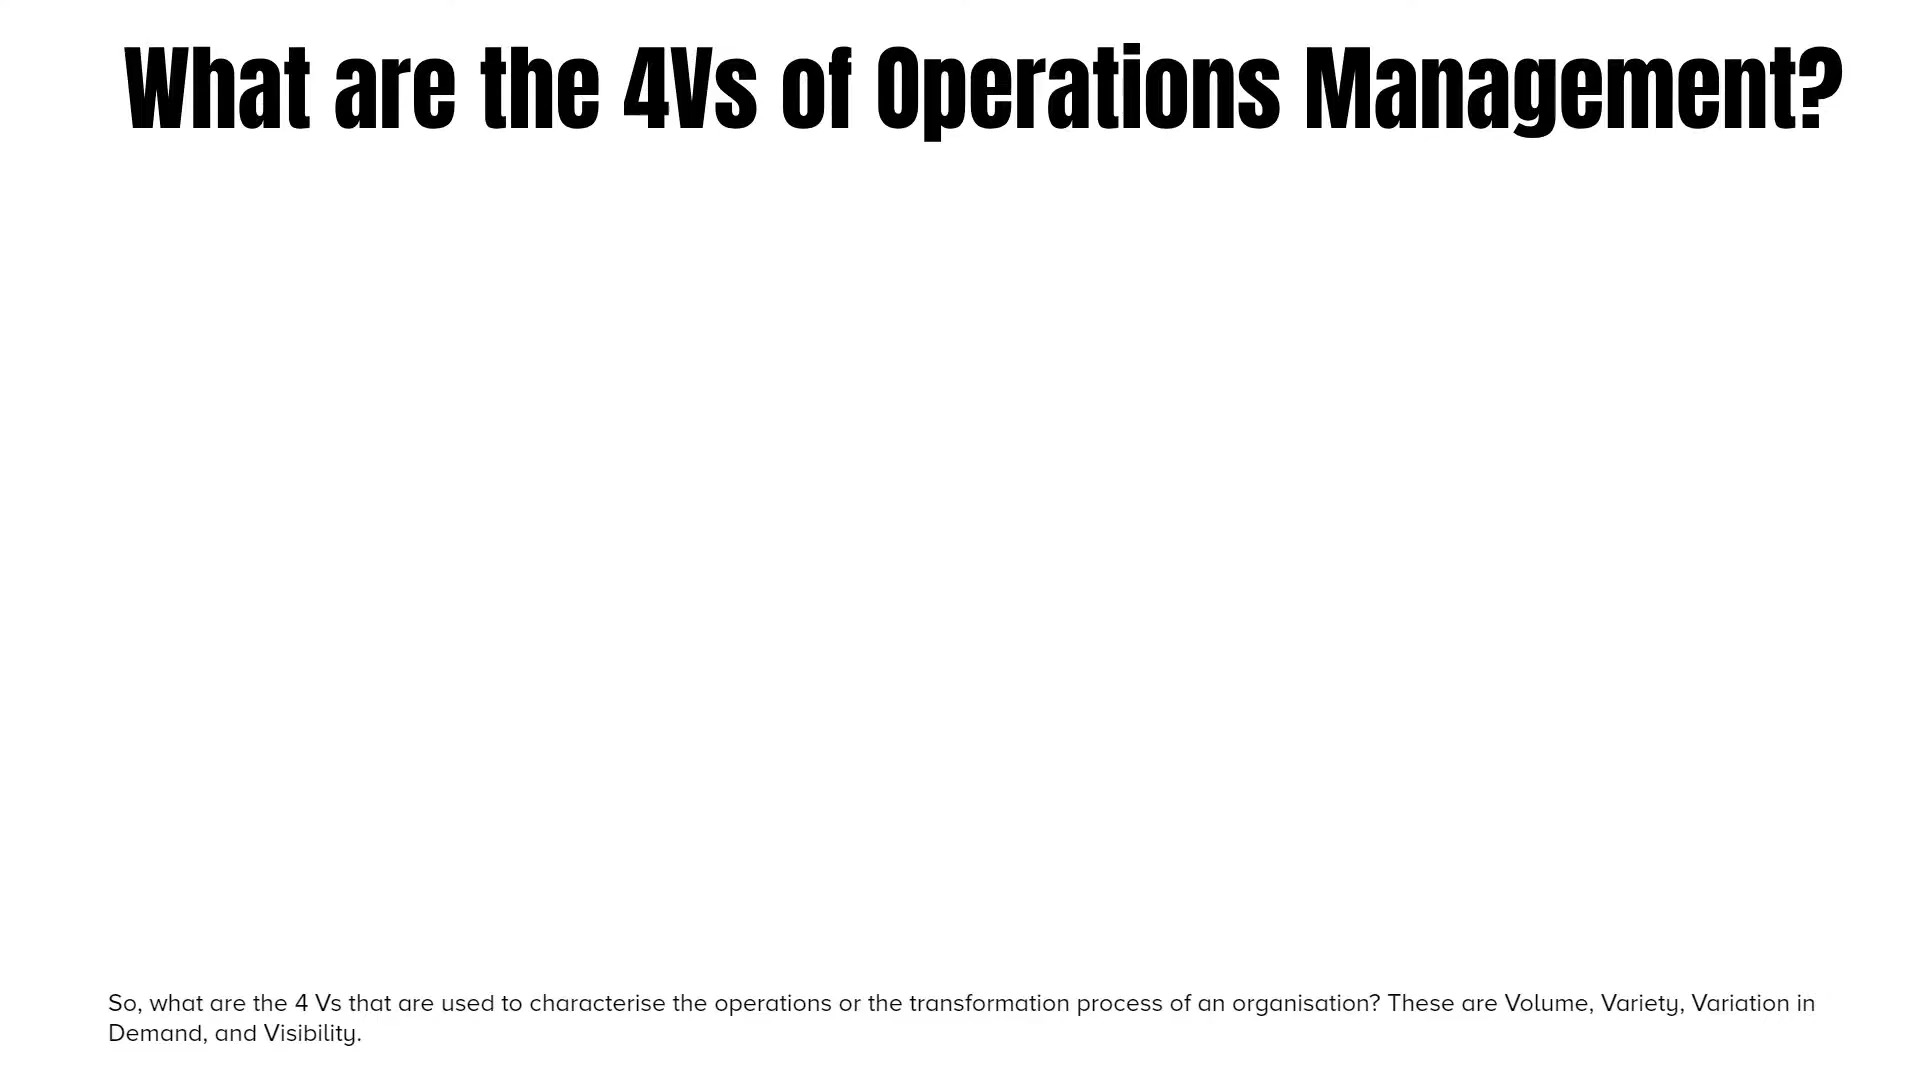 What are the 4Vs of Operations Management?
So, what are the 4 Vs that are used to characterise the operations or the transformation process of an organisation? These are Volume, Variety, Variation in
Demand, and Visibility.